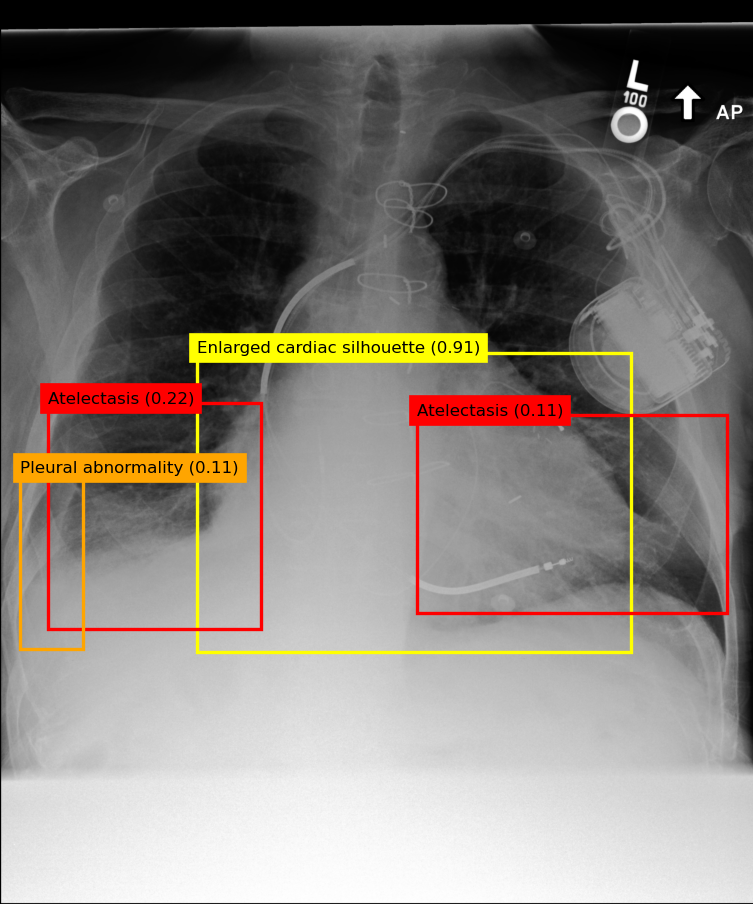 L
100
AP
Enlarged cardiac silhouette (0.91)
Atelectasis (0.22)
Atelectasis (0.11)
Pleural abnormality (0.11)